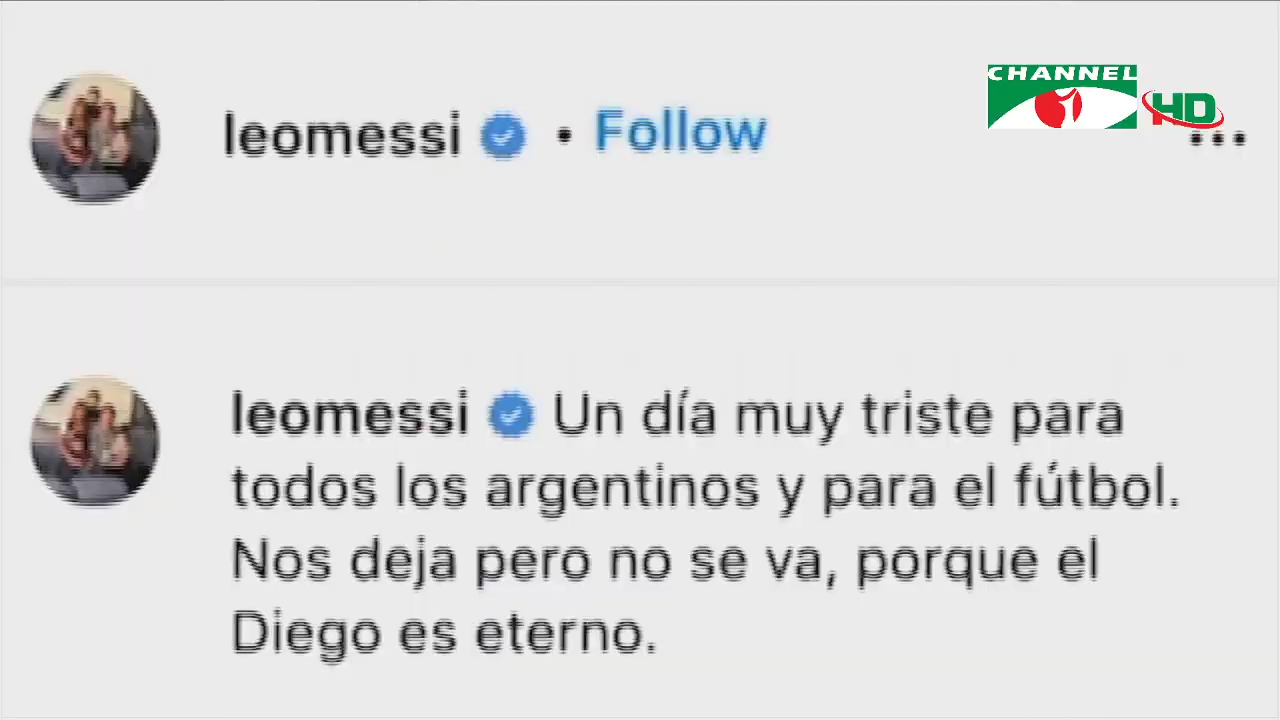 CHANNEL i HD
leomessi • Follow
leomessi Un día muy triste para
todos los argentinos y para el fútbol.
Nos deja pero no se va, porque el
Diego es eterno.